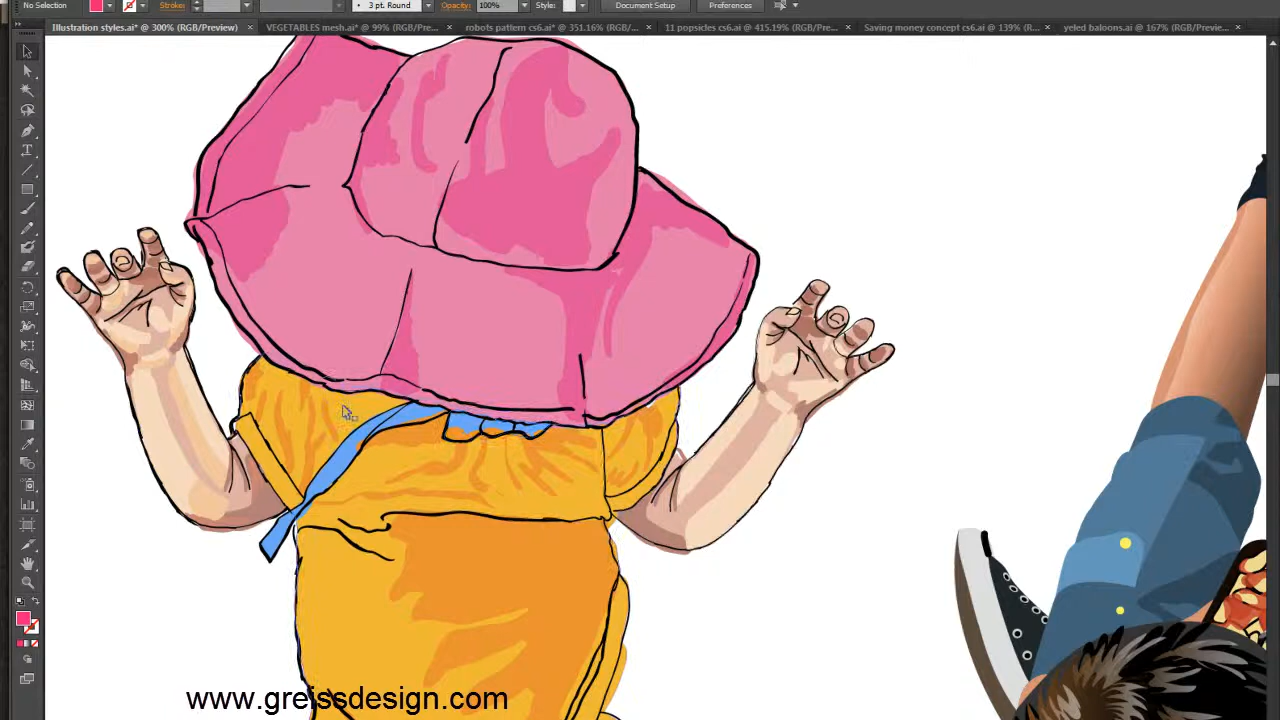 No Selection Stroke: 3 pt. Round Opacity: 100% Style: Document Setup Preferences
Illustration styles.ai* @ 300% (RGB/Preview) × VEGETABLES mesh.ai* @ 99% (RGB/Pre... × robots pattern cs6.ai* @ 351.16% (RGB/... × 11 popsicles cs6.ai @ 415.19% (RGB/Prev... × Saving money concept cs6.ai @ 139% (R... × yeled baloons.ai @ 167% (RGB/Previe... ×
www.greissdesign.com